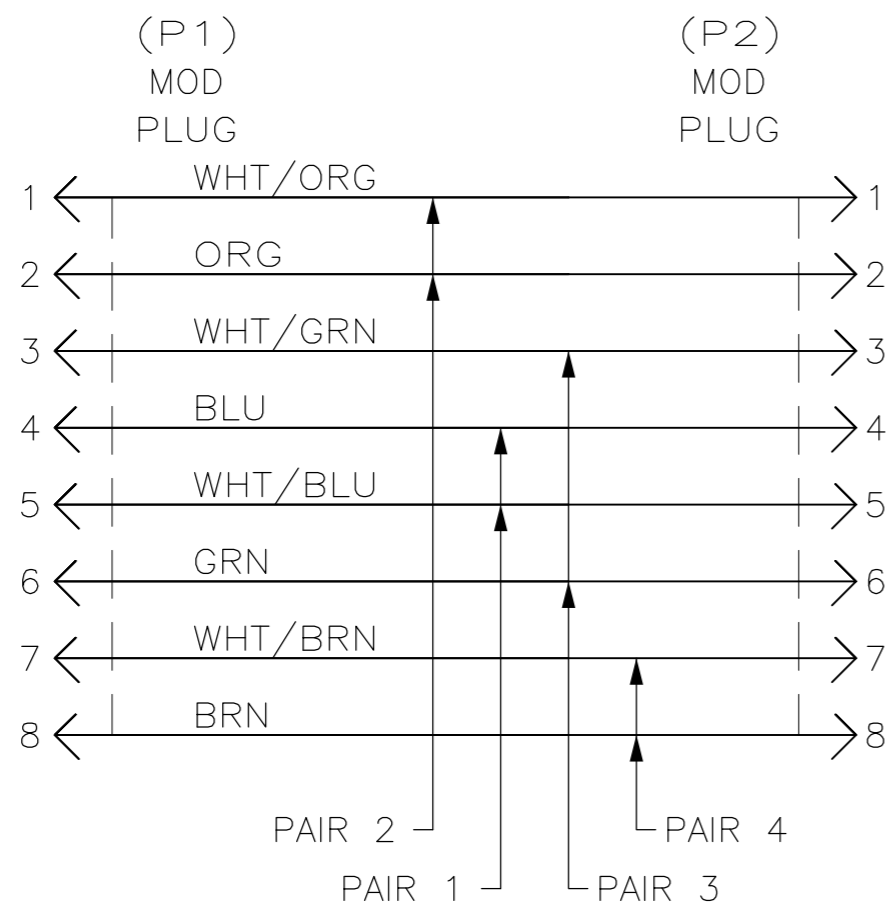 (P1) (P2)
MOD MOD
PLUG PLUG
1 WHT/ORG 1
2 ORG 2
3 WHT/GRN 3
4 BLU 4
5 WHT/BLU 5
6 GRN 6
7 WHT/BRN 7
8 BRN 8
PAIR 2 PAIR 4
PAIR 1 PAIR 3